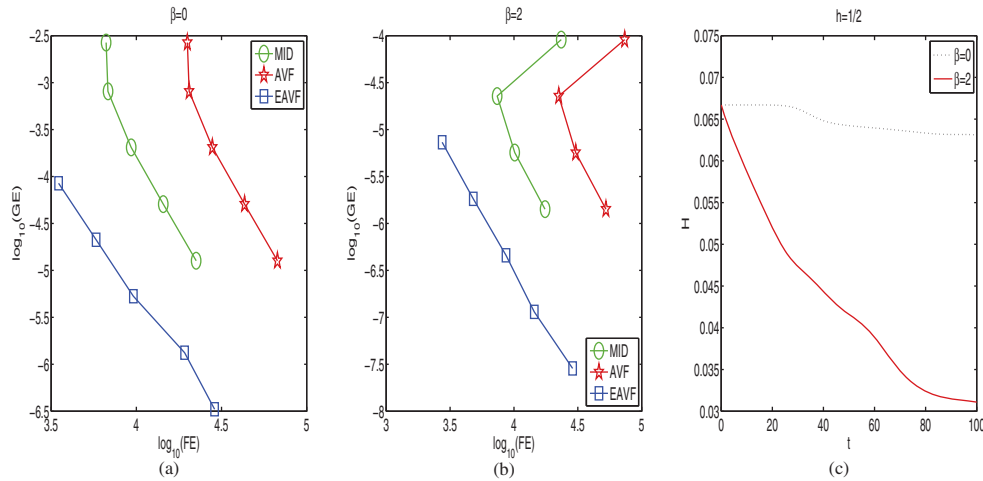 β=0
-2.5
-3
-3.5
-4
-4.5
-5
-5.5
-6
-6.5
log10(GE)
MID
AVF
EAVF
3.5
4
4.5
5
log10(FE)
(a)
β=2
-4
-4.5
-5
-5.5
-6
-6.5
-7
-7.5
-8
log10(GE)
MID
AVF
EAVF
3
3.5
4
4.5
5
log10(FE)
(b)
h=1/2
0.075
0.07
0.065
0.06
0.055
0.05
0.045
0.04
0.035
0.03
H
β=0
β=2
0
20
40
60
80
100
t
(c)